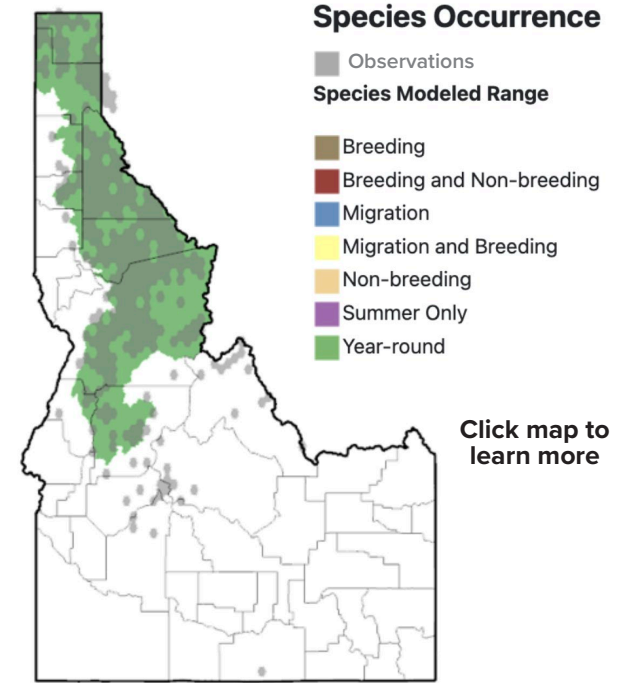 Species Occurrence
Observations
Species Modeled Range
Breeding
Breeding and Non-breeding
Migration
Migration and Breeding
Non-breeding
Summer Only
Year-round
Click map to
learn more